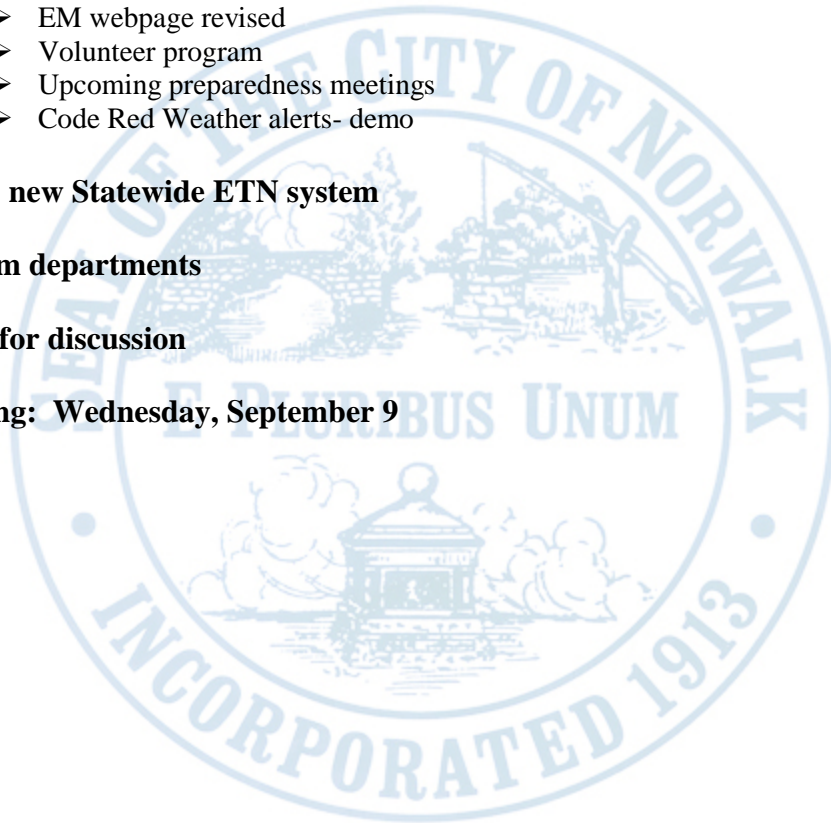 ➢ EM webpage revised
➢ Volunteer program
➢ Upcoming preparedness meetings
➢ Code Red Weather alerts- demo
new Statewide ETN system
m departments
for discussion
ng: Wednesday, September 9
SEAL OF THE CITY OF NORWALK
E PLURIBUS UNUM
INCORPORATED 1913